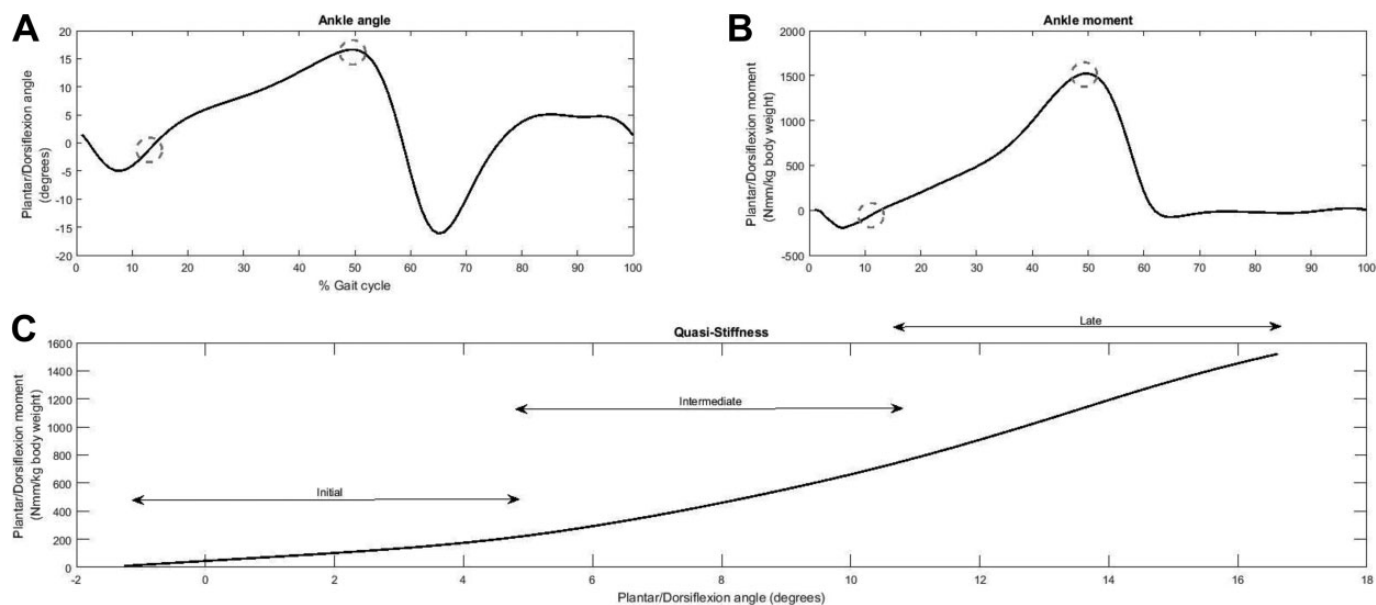 A
Ankle angle
20
15
10
5
0
-5
-10
-15
-20
0 10 20 30 40 50 60 70 80 90 100
Plantar/Dorsiflexion angle
(degrees)
% Gait cycle
B
Ankle moment
2000
1500
1000
500
0
-500
0 10 20 30 40 50 60 70 80 90 100
Plantar/Dorsiflexion moment
(Nmm/kg body weight)
C
Quasi-Stiffness
Late
Intermediate
Initial
1600
1400
1200
1000
800
600
400
200
0
-2 0 2 4 6 8 10 12 14 16 18
Plantar/Dorsiflexion moment
(Nmm/kg body weight)
Plantar/Dorsiflexion angle (degrees)